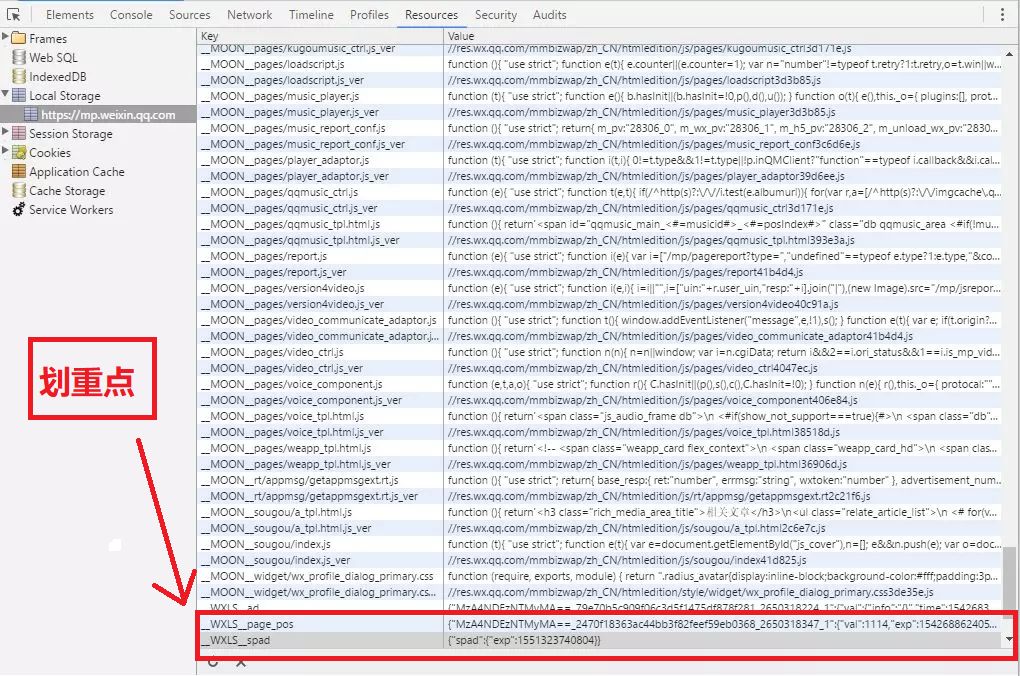 Elements Console Sources Network Timeline Profiles Resources Security Audits
Frames
Web SQL
IndexedDB
Local Storage
https://mp.weixin.qq.com
Session Storage
Cookies
Application Cache
Cache Storage
Service Workers
划重点
Key Value
__MOON__pages/kugoumusic_ctrl.js_ver //res.wx.qq.com/mmbizwap/zh_CN/htmledition/js/pages/kugoumusic_ctrl3d171e.js
__MOON__pages/loadscript.js function (){ "use strict"; function e(t){ e.counter||(e.counter=1); var n="number"!=typeof t.retry?1:t.retry,o=t.win||w...
__MOON__pages/loadscript.js_ver //res.wx.qq.com/mmbizwap/zh_CN/htmledition/js/pages/loadscript3d3b85.js
__MOON__pages/music_player.js function (t){ "use strict"; function e(){ b.hasInit||(b.hasInit=!0,p(),d(),u()); } function o(t){ e(),this._o={ plugins:[], prot...
__MOON__pages/music_player.js_ver //res.wx.qq.com/mmbizwap/zh_CN/htmledition/js/pages/music_player3d3b85.js
__MOON__pages/music_report_conf.js function (){ "use strict"; return{ m_pv:"28306_0", m_wx_pv:"28306_1", m_h5_pv:"28306_2", m_unload_wx_pv:"2830...
__MOON__pages/music_report_conf.js_ver //res.wx.qq.com/mmbizwap/zh_CN/htmledition/js/pages/music_report_conf3c6d6e.js
__MOON__pages/player_adaptor.js function (t){ "use strict"; function i(t,i){ 0!=t.type&&1!=t.type||!p.inQMClient?"function"==typeof i.callback&&i.cal...
__MOON__pages/player_adaptor.js_ver //res.wx.qq.com/mmbizwap/zh_CN/htmledition/js/pages/player_adaptor39d6ee.js
__MOON__pages/qqmusic_ctrl.js function (e){ "use strict"; function t(e,t){ if(/^http(s)?:\/\//i.test(e.albumurl)){ for(var r,a=[/^http(s)?:\/\/imgcache\.q...
__MOON__pages/qqmusic_ctrl.js_ver //res.wx.qq.com/mmbizwap/zh_CN/htmledition/js/pages/qqmusic_ctrl3d171e.js
__MOON__pages/qqmusic_tpl.html.js function (){ return'<span id="qqmusic_main_<#=musicid#>_<#=posIndex#>" class="db qqmusic_area <#if(!mu...
__MOON__pages/qqmusic_tpl.html.js_ver //res.wx.qq.com/mmbizwap/zh_CN/htmledition/js/pages/qqmusic_tpl.html393e3a.js
__MOON__pages/report.js function (e){ "use strict"; function i(e){ var i=["/mp/pagereport?type=","undefined"==typeof e.type?1:e.type,"&co...
__MOON__pages/report.js_ver //res.wx.qq.com/mmbizwap/zh_CN/htmledition/js/pages/report41b4d4.js
__MOON__pages/version4video.js function (e){ "use strict"; function i(e,i){ i=i||"",i=["uin:"+r.user_uin,"resp:"+i].join("|"),(new Image).src="/mp/jsrepor...
__MOON__pages/version4video.js_ver //res.wx.qq.com/mmbizwap/zh_CN/htmledition/js/pages/version4video40c91a.js
__MOON__pages/video_communicate_adaptor.js function (){ "use strict"; function t(){ window.addEventListener("message",e,!1),s(); } function e(t){ var e; if(t.origin?...
__MOON__pages/video_communicate_adaptor.j... //res.wx.qq.com/mmbizwap/zh_CN/htmledition/js/pages/video_communicate_adaptor41b4d4.js
__MOON__pages/video_ctrl.js function (){ "use strict"; function n(n){ n=n||window; var i=n.cgiData; return i&&2==i.ori_status&&1==i.is_mp_vid...
__MOON__pages/video_ctrl.js_ver //res.wx.qq.com/mmbizwap/zh_CN/htmledition/js/pages/video_ctrl4047ec.js
__MOON__pages/voice_component.js function (e,t,a,o){ "use strict"; function r(){ C.hasInit||(p(),s(),c(),C.hasInit=!0); } function n(e){ r(),this._o={ protocal:""...
__MOON__pages/voice_component.js_ver //res.wx.qq.com/mmbizwap/zh_CN/htmledition/js/pages/voice_component406e84.js
__MOON__pages/voice_tpl.html.js function (){ return'<span class="js_audio_frame db">\n <#if(show_not_support===true){#>\n <span class="db"...
__MOON__pages/voice_tpl.html.js_ver //res.wx.qq.com/mmbizwap/zh_CN/htmledition/js/pages/voice_tpl.html38518d.js
__MOON__pages/weapp_tpl.html.js function (){ return'<!-- <span class="weapp_card flex_context">\n <span class="weapp_card_hd">\n <span class=...
__MOON__pages/weapp_tpl.html.js_ver //res.wx.qq.com/mmbizwap/zh_CN/htmledition/js/pages/weapp_tpl.html36906d.js
__MOON__rt/appmsg/getappmsgext.rt.js function (){ "use strict"; return{ base_resp:{ ret:"number", errmsg:"string", wxtoken:"number" }, advertisement_num...
__MOON__rt/appmsg/getappmsgext.rt.js_ver //res.wx.qq.com/mmbizwap/zh_CN/htmledition/js/rt/appmsg/getappmsgext.rt2c21f6.js
__MOON__sougou/a_tpl.html.js function (){ return'<h3 class="rich_media_area_title">相关文章</h3>\n<ul class="relate_article_list">\n <# for(v...
__MOON__sougou/a_tpl.html.js_ver //res.wx.qq.com/mmbizwap/zh_CN/htmledition/js/sougou/a_tpl.html2c6e7c.js
__MOON__sougou/index.js function (t){ "use strict"; function e(t){ var e=document.getElementById("js_cover"),n=[]; e&&n.push(e); var o=doc...
__MOON__sougou/index.js_ver //res.wx.qq.com/mmbizwap/zh_CN/htmledition/js/sougou/index41d825.js
__MOON__widget/wx_profile_dialog_primary.css function (require, exports, module) { return ".radius_avatar{display:inline-block;background-color:#fff;padding:3p...
__MOON__widget/wx_profile_dialog_primary.cs... //res.wx.qq.com/mmbizwap/zh_CN/htmledition/style/widget/wx_profile_dialog_primary.css3de35e.js
__WXLS__ad {"MzA4NDEzNTMyMA==_79e70b5c909f06c3d5f1475df878f281_2650318224_1":{"val":{"info":"{}","time":1542683...
__WXLS__page_pos {"MzA4NDEzNTMyMA==_2470f18363ac44bb3f82feef59eb0368_2650318347_1":{"val":1114,"exp":154268862405...
__WXLS__spad {"spad":{"exp":1551323740804}}